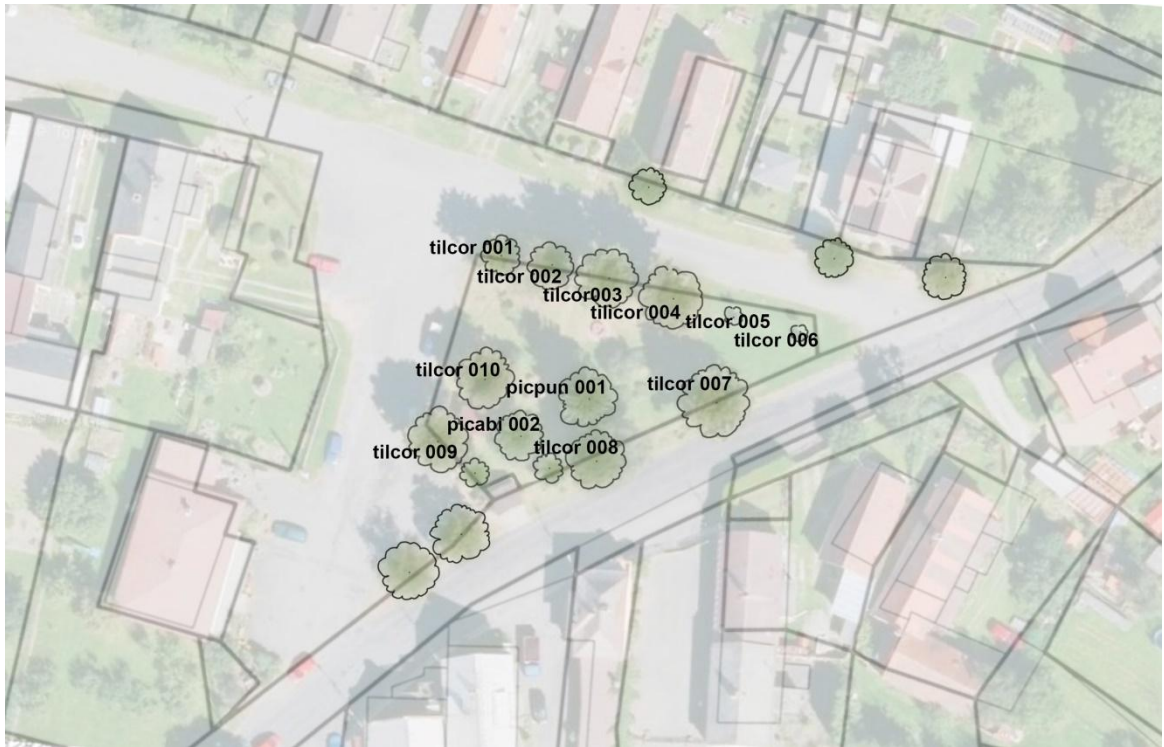 tilcor 001
tilcor 002
tilcor003
tilicor 004
tilcor 005
tilcor 006
tilcor 010
picpun 001
tilcor 007
picabi 002
tilcor 008
tilcor 009